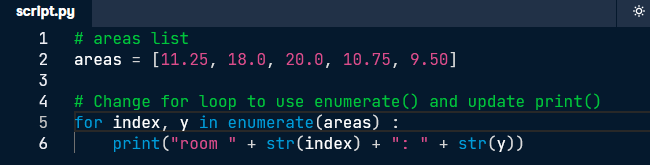 script.py
1 # areas list
2 areas = [11.25, 18.0, 20.0, 10.75, 9.50]
3
4 # Change for loop to use enumerate() and update print()
5 for index, y in enumerate(areas) :
6     print("room " + str(index) + ": " + str(y))